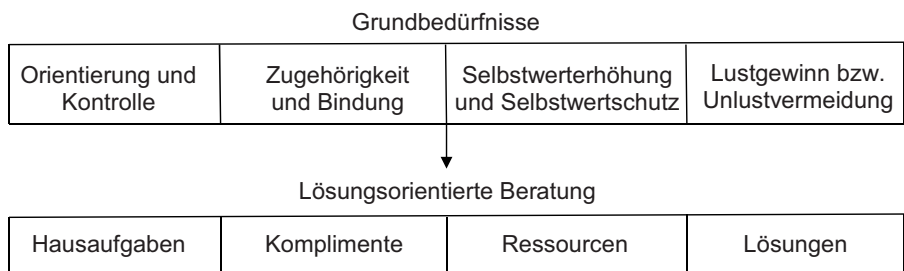 Grundbedürfnisse
Orientierung und
Kontrolle
Zugehörigkeit
und Bindung
Selbstwerterhöhung
und Selbstwertschutz
Lustgewinn bzw.
Unlustvermeidung
Lösungsorientierte Beratung
Hausaufgaben
Komplimente
Ressourcen
Lösungen